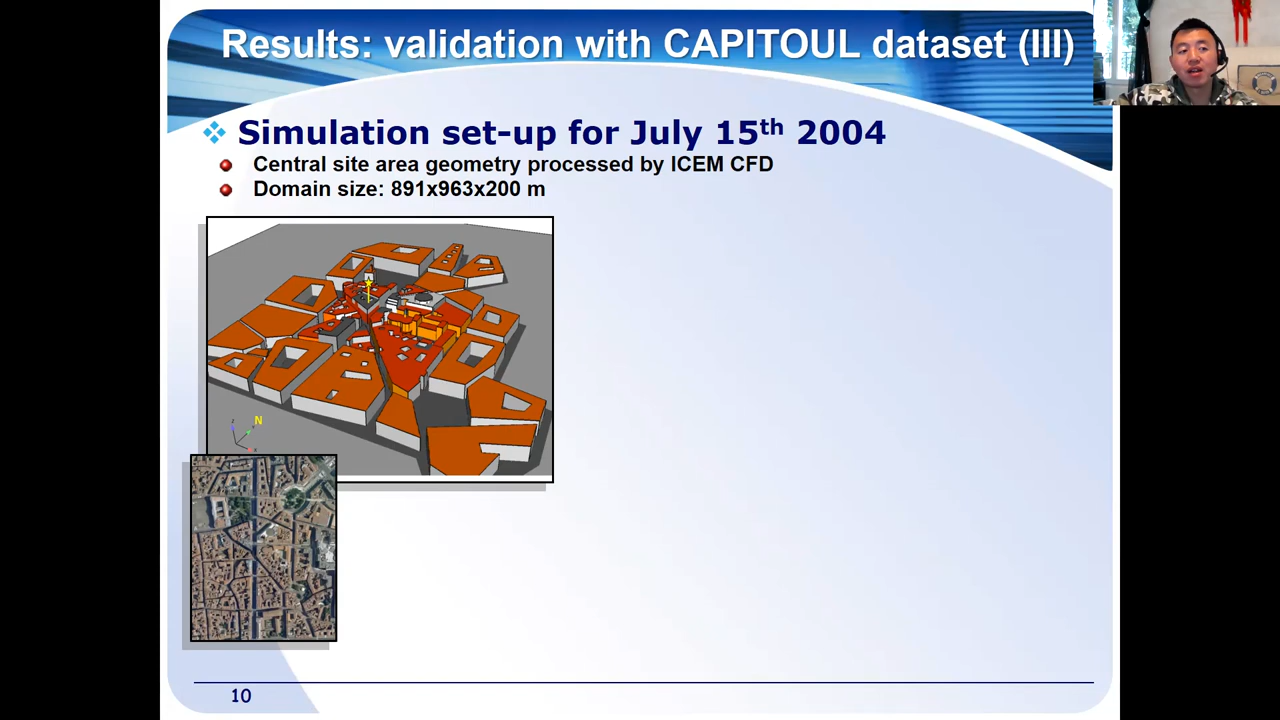 Results: validation with CAPITOUL dataset (III)
Simulation set-up for July 15th 2004
Central site area geometry processed by ICEM CFD
Domain size: 891x963x200 m
N
10